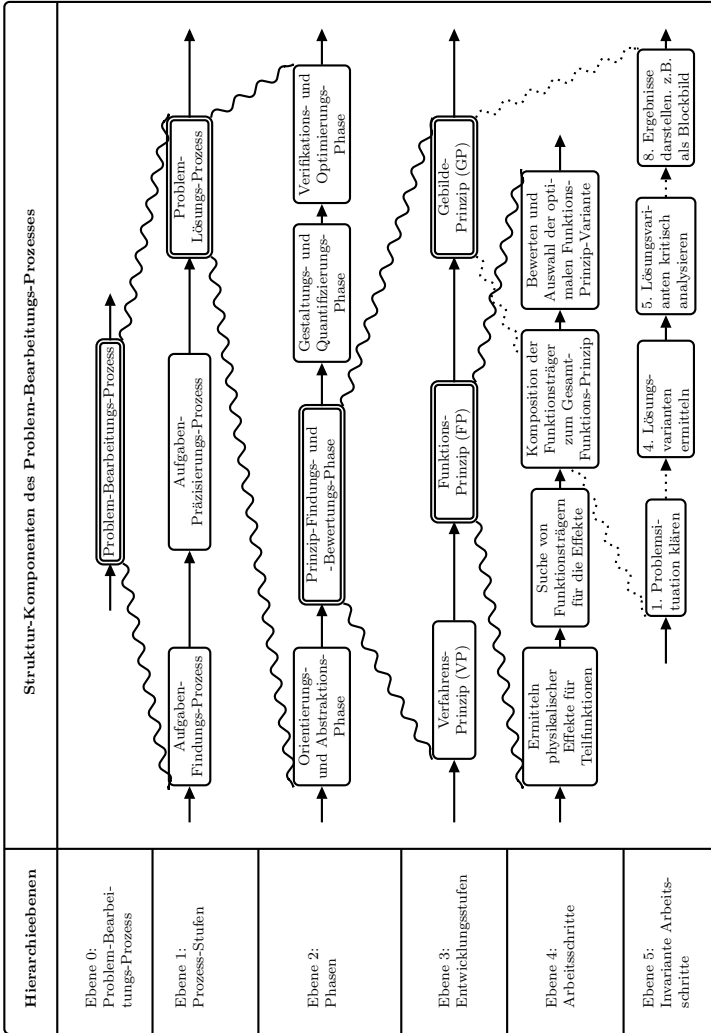 Hierarchieebenen
Struktur-Komponenten des Problem-Bearbeitungs-Prozesses
Ebene 0:
Problem-Bearbei-
tungs-Prozess
Problem-Bearbeitungs-Prozess
Ebene 1:
Prozess-Stufen
Aufgaben-
Findungs-Prozess
Aufgaben-
Präzisierungs-Prozess
Problem-
Lösungs-Prozess
Ebene 2:
Phasen
Orientierungs-
und Abstraktions-
Phase
Prinzip-Findungs- und
-Bewertungs-Phase
Gestaltungs- und
Quantifizierungs-
Phase
Verifikations- und
Optimierungs-
Phase
Ebene 3:
Entwicklungsstufen
Verfahrens-
Prinzip (VP)
Funktions-
Prinzip (FP)
Gebilde-
Prinzip (GP)
Ebene 4:
Arbeitsschritte
Ermitteln
physikalischer
Effekte für
Teilfunktionen
Suche von
Funktionsträgern
für die Effekte
Komposition der
Funktionsträger
zum Gesamt-
Funktions-Prinzip
Bewerten und
Auswahl der opti-
malen Funktions-
Prinzip-Variante
Ebene 5:
Invariante Arbeits-
schritte
1. Problemsi-
tuation klären
4. Lösungs-
varianten
ermitteln
5. Lösungsvari-
anten kritisch
analysieren
8. Ergebnisse
darstellen. z.B.
als Blockbild